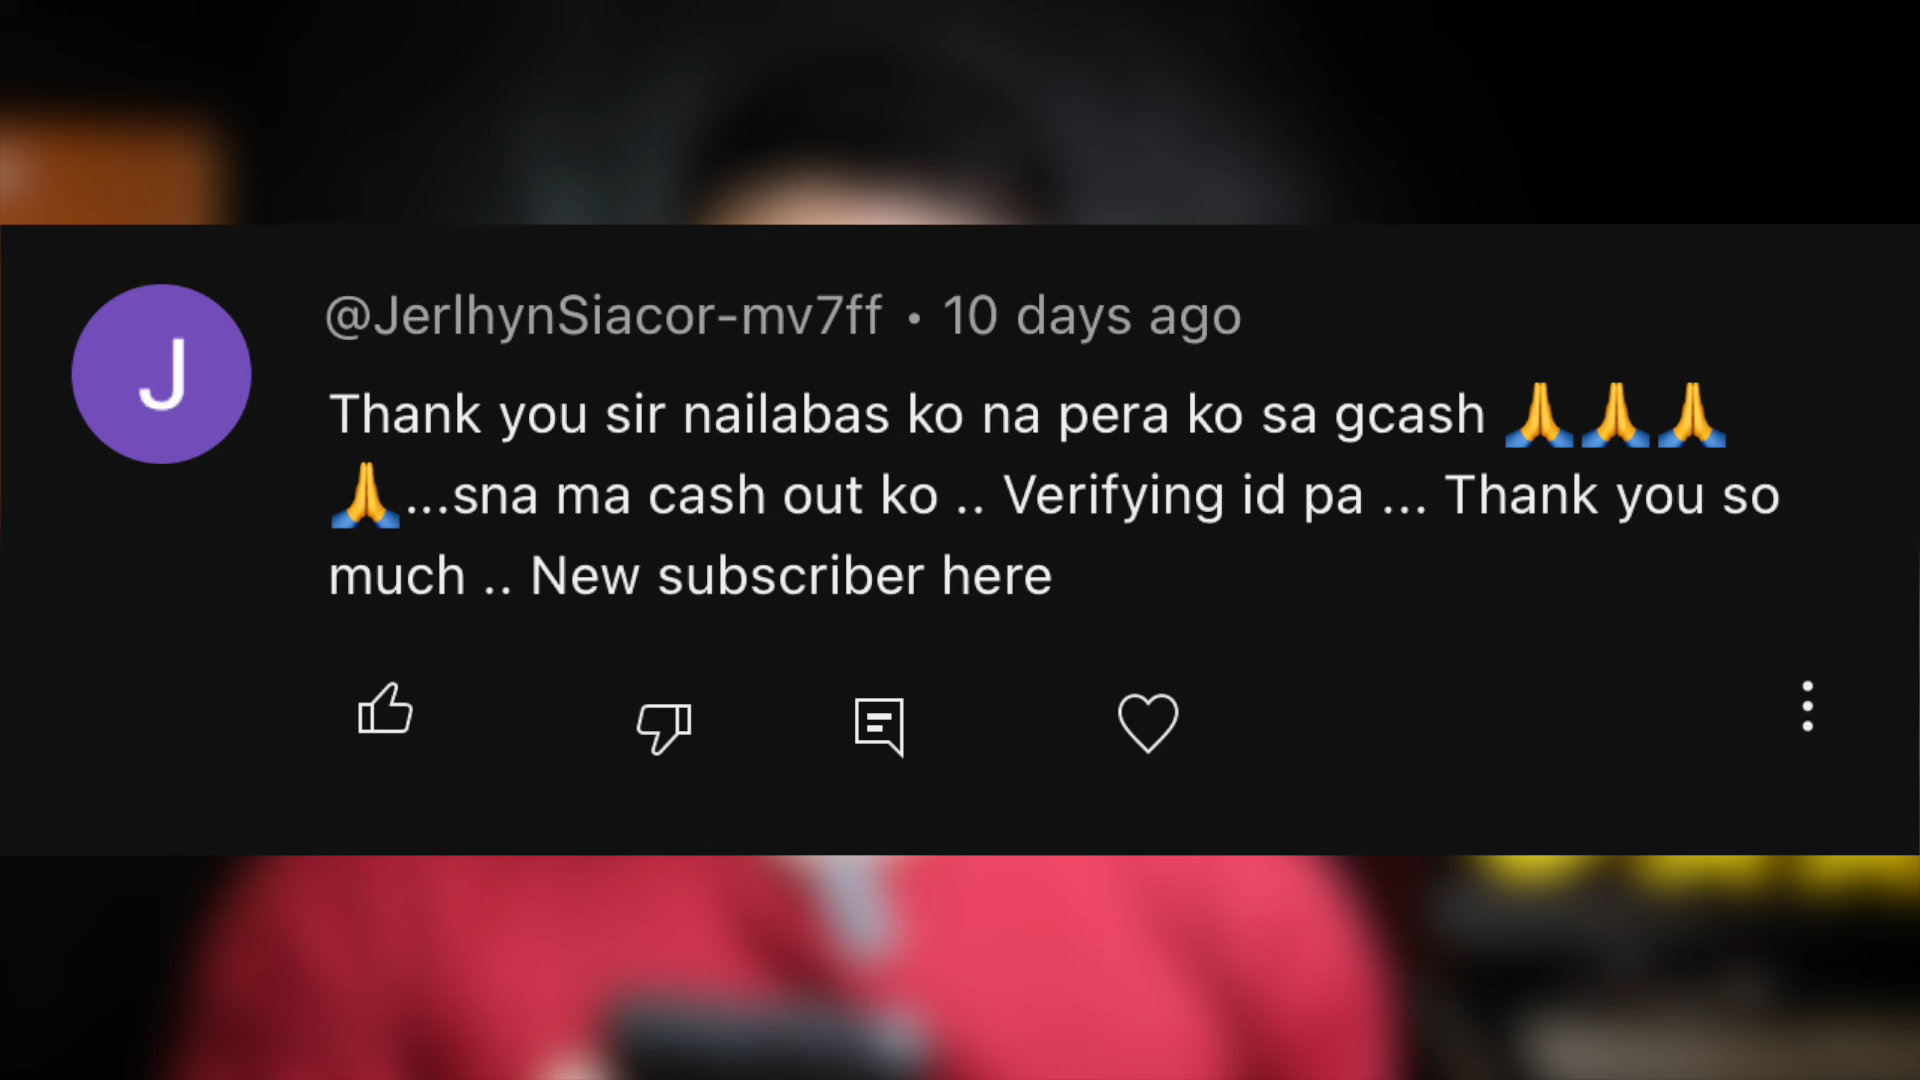 J
@JerlhynSiacor-mv7ff • 10 days ago
Thank you sir nailabas ko na pera ko sa gcash 🙏🙏🙏
🙏...sna ma cash out ko .. Verifying id pa ... Thank you so
much .. New subscriber here